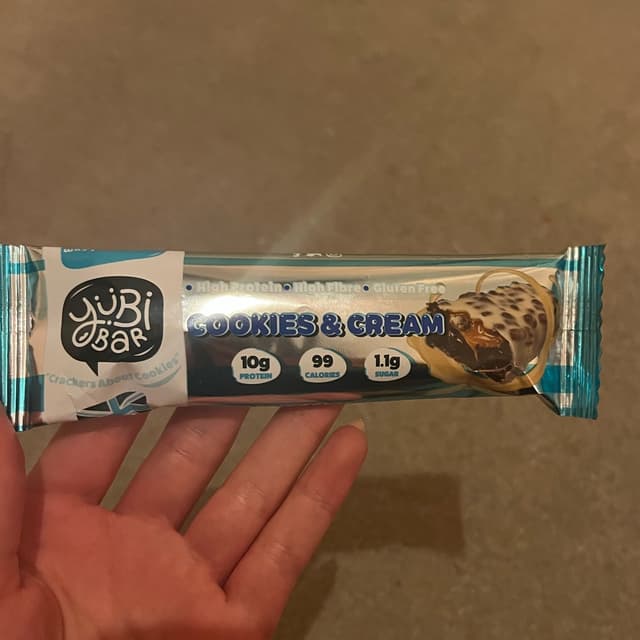 YÜBi
BAR
"Crackers About Cookies"
• High Protein • High Fibre • Gluten Free
COOKIES & CREAM
10g
PROTEIN
99
CALORIES
1.1g
SUGAR